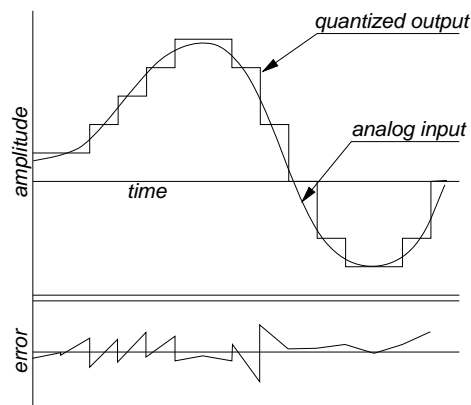 quantized output
analog input
amplitude
time
error